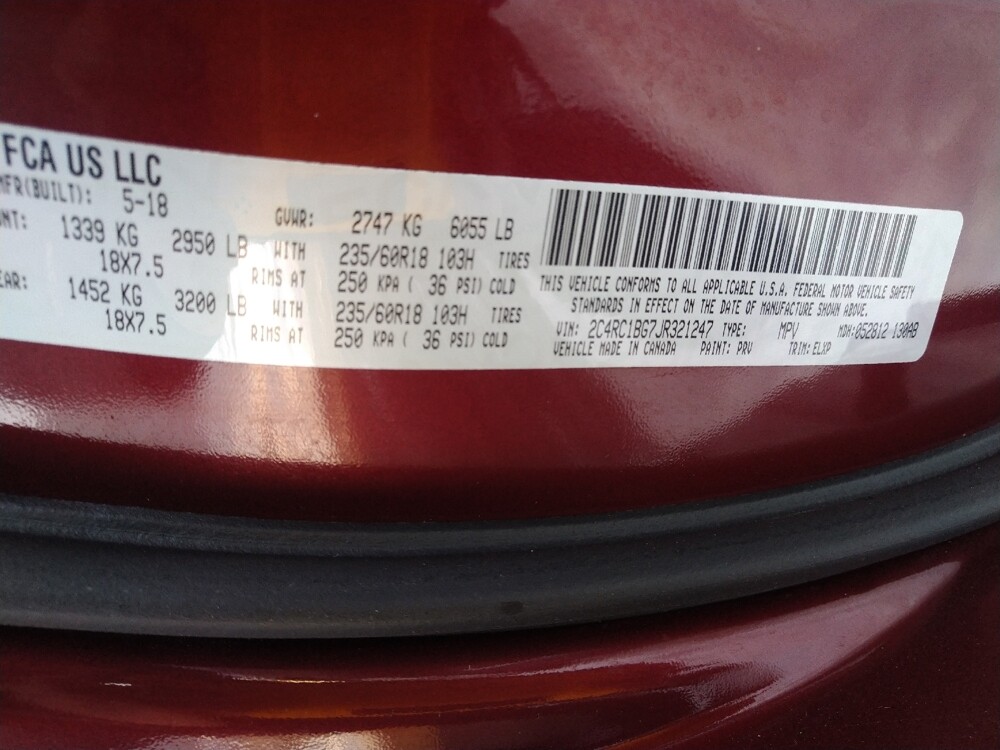 FCA US LLC
MFR(BUILT): 5-18
GVWR: 2747 KG 6055 LB
1339 KG 2950 LB WITH 235/60R18 103H TIRES
18X7.5 RIMS AT 250 KPA ( 36 PSI) COLD
1452 KG 3200 LB WITH 235/60R18 103H TIRES
18X7.5 RIMS AT 250 KPA ( 36 PSI) COLD
THIS VEHICLE CONFORMS TO ALL APPLICABLE U.S.A. FEDERAL MOTOR VEHICLE SAFETY
STANDARDS IN EFFECT ON THE DATE OF MANUFACTURE SHOWN ABOVE.
VIN: 2C4RC1BG7JR321247 TYPE: MPV MDH:052812 130AB
VEHICLE MADE IN CANADA PAINT: PRV TRIM: ELXP